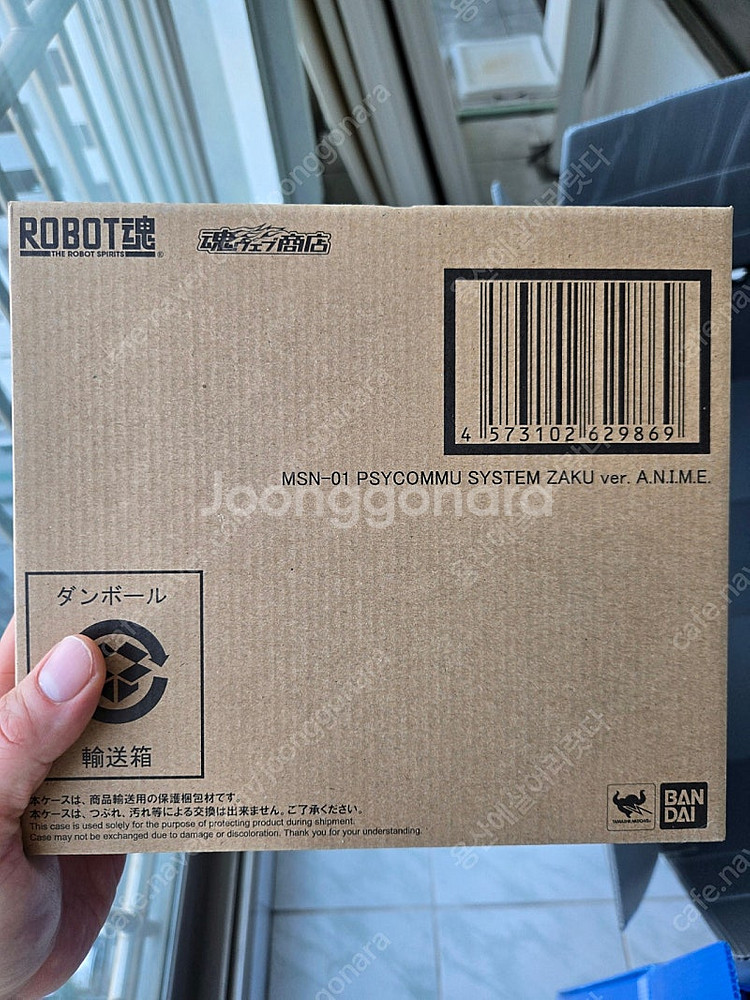 ROBOT魂
THE ROBOT SPIRITS®
魂ウェブ商店
4 573102 629869
MSN-01 PSYCOMMU SYSTEM ZAKU ver. A.N.I.M.E.
Joonggonara
ダンボール
輸送箱
本ケースは、商品輸送用の保護梱包材です。
本ケースは、つぶれ、汚れ等による交換は出来ません。ご了承ください。
This case is used solely for the purpose of protecting product during shipment.
Case may not be exchanged due to damage or discoloration. Thank you for your understanding.
TAMASHII NATIONS
BAN
DAI